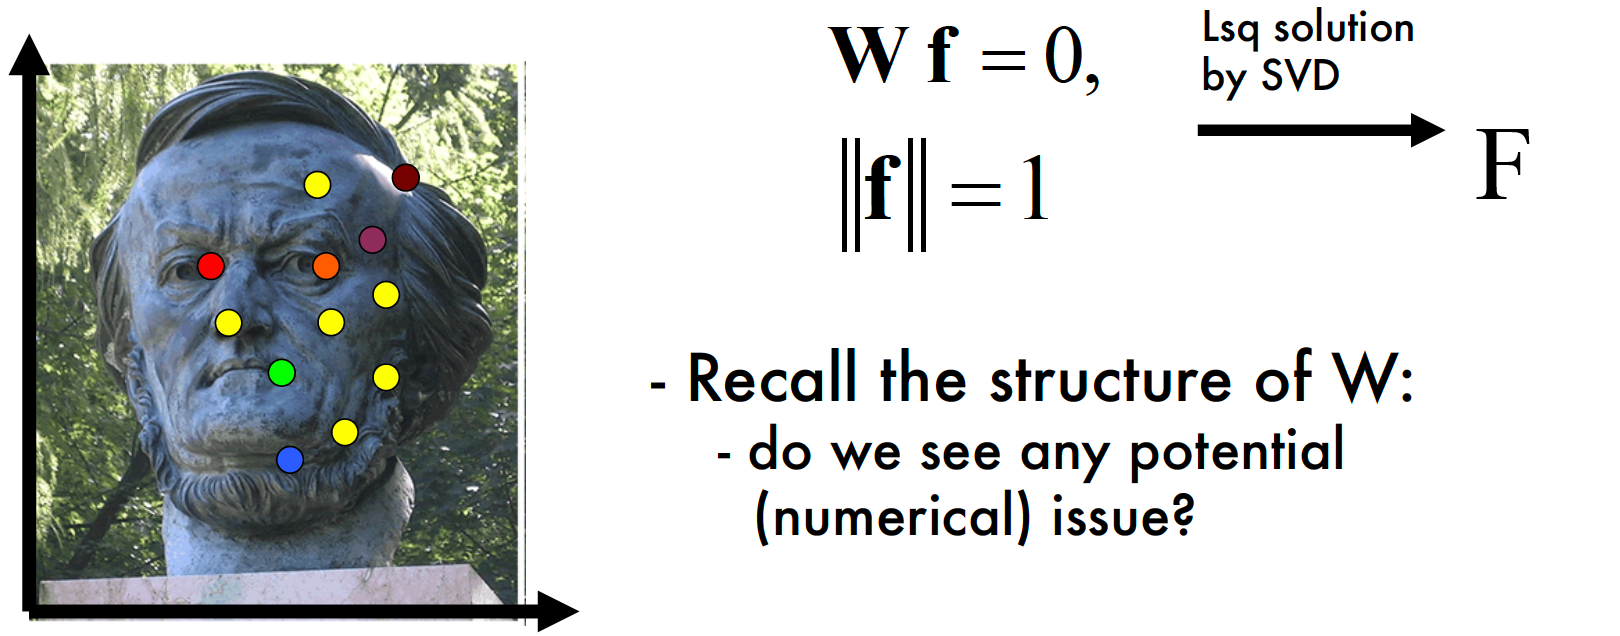 W f = 0,
‖f‖ = 1
Lsq solution
by SVD
F
- Recall the structure of W:
- do we see any potential
(numerical) issue?